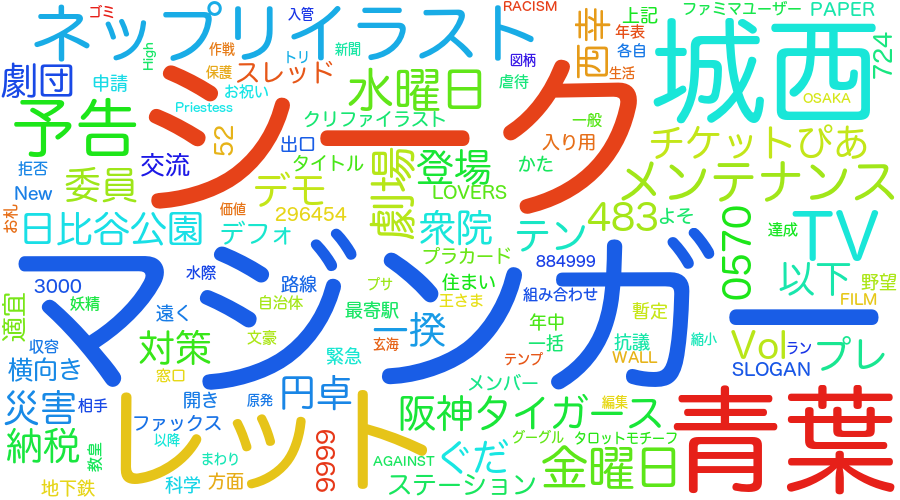 ゴミ
入管
RACISM
ファミマユーザー
PAPER
ネップリイラスト
作戦
新聞
西幸
上記
年表
城西
724
High
トリ
図柄
各自
劇団
申請
シーク
保護
スレッド
お祝い
水曜日
虐待
生活
OSAKA
予告
Priestess
クリファイラスト
一般
52
出口
入り用
チケットぴあ
拒否
交流
タイトル
劇場
登場
かた
New
委員
デモ
LOVERS
メンテナンス
お札
価値
296454
483
よそ
日比谷公園
デフォ
衆院
テン
0570
達成
TV
プラカード
884999
マジンガー
水際
路線
プサ
住まい
以下
野望
3000
妖精
自治体
王さま
組み合わせ
FILM
適宜
遠く
最寄駅
暫定
文豪
一揆
年中
収容
対策
玄海
一括
抗議
Vol
ラン
縮小
横向き
緊急
テンプ
WALL
プレ
窓口
SLOGAN
メンバー
災害
相手
レット
開き
原発
円卓
編集
青葉
ファックス
阪神タイガース
納税
以降
9999
グーグル
タロットモチーフ
教皇
まわり
AGAINST
ぐだ
金曜日
地下鉄
科学
方面
ステーション